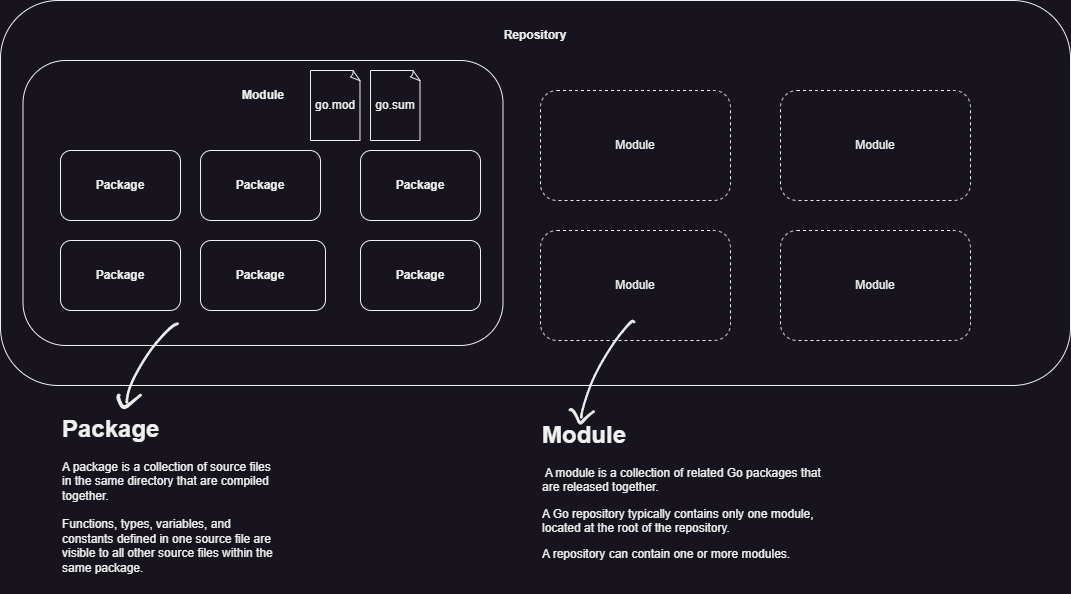 Repository
Module
go.mod
go.sum
Module
Module
Package
Package
Package
Package
Package
Package
Module
Module
Package
A package is a collection of source files
in the same directory that are compiled
together.
Functions, types, variables, and
constants defined in one source file are
visible to all other source files within the
same package.
Module
A module is a collection of related Go packages that
are released together.
A Go repository typically contains only one module,
located at the root of the repository.
A repository can contain one or more modules.